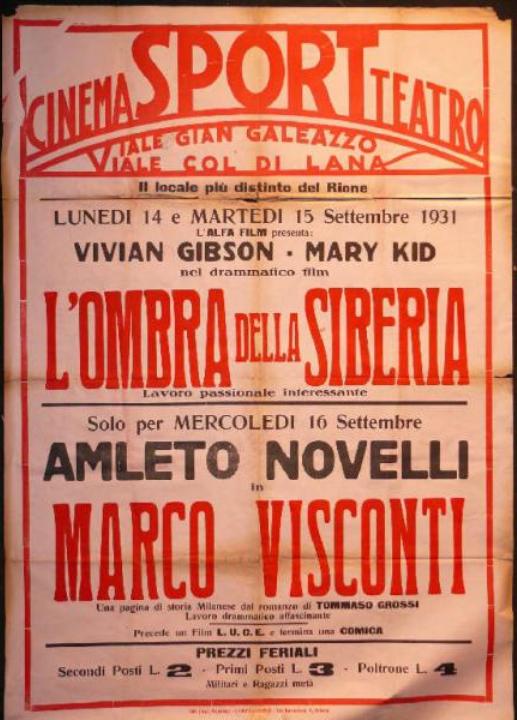 CINEMA SPORT TEATRO
VIALE GIAN GALEAZZO
VIALE COL DI LANA
Il locale più distinto del Rione
LUNEDI 14 e MARTEDI 15 Settembre 1931
L'ALFA FILM presenta:
VIVIAN GIBSON - MARY KID
nel drammatico film
L'OMBRA DELLA SIBERIA
Lavoro passionale interessante
Solo per MERCOLEDI 16 Settembre
AMLETO NOVELLI
in
MARCO VISCONTI
Una pagina di storia Milanese dal romanzo di TOMMASO GROSSI
Lavoro drammatico affascinante
Precede un Film L. U. C. E. e termina una COMICA
PREZZI FERIALI
Secondi Posti L. 2 - Primi Posti L. 3 - Poltrone L. 4
Militari e Ragazzi metà